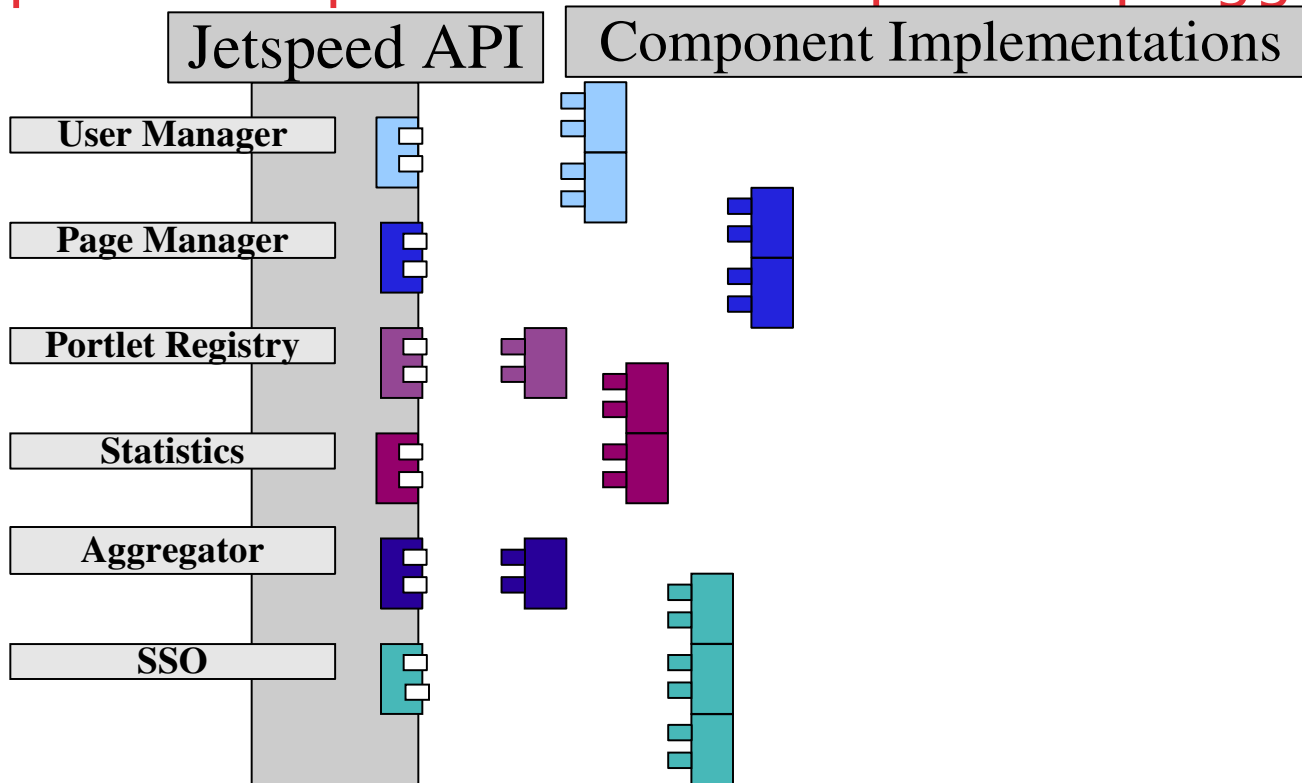 Jetspeed API
Component Implementations
User Manager
Page Manager
Portlet Registry
Statistics
Aggregator
SSO